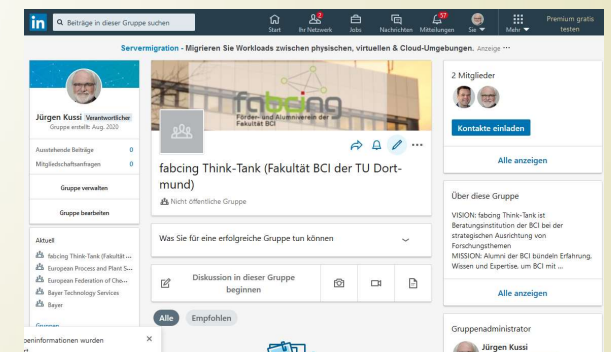 in
Beiträge in dieser Gruppe suchen
Start
2
Ihr Netzwerk
Jobs
Nachrichten
57
Mitteilungen
Sie
Mehr
Premium gratis
testen
Servermigration - Migrieren Sie Workloads zwischen physischen, virtuellen & Cloud-Umgebungen. Anzeige ···
Jürgen Kussi Verantwortlicher
Gruppe erstellt: Aug. 2020
Ausstehende Beiträge 0
Mitgliedschaftsanfragen 0
Gruppe verwalten
Gruppe bearbeiten
Aktuell
fabcing Think-Tank (Fakultät ...
European Process and Plant S...
European Federation of Che...
Bayer Technology Services
Bayer
Gruppen
peninformationen wurden
fabcing
Förder- und Alumniverein der
Fakultät BCI
fabcing Think-Tank (Fakultät BCI der TU Dort-
mund)
Nicht öffentliche Gruppe
Was Sie für eine erfolgreiche Gruppe tun können
Diskussion in dieser Gruppe
beginnen
Alle
Empfohlen
2 Mitglieder
Kontakte einladen
Alle anzeigen
Über diese Gruppe
VISION: fabcing Think-Tank ist
Beratungsinstitution der BCI bei der
strategischen Ausrichtung von
Forschungsthemen
MISSION: Alumni der BCI bündeln Erfahrung,
Wissen und Expertise, um BCI mit ...
Alle anzeigen
Gruppenadministrator
Jürgen Kussi